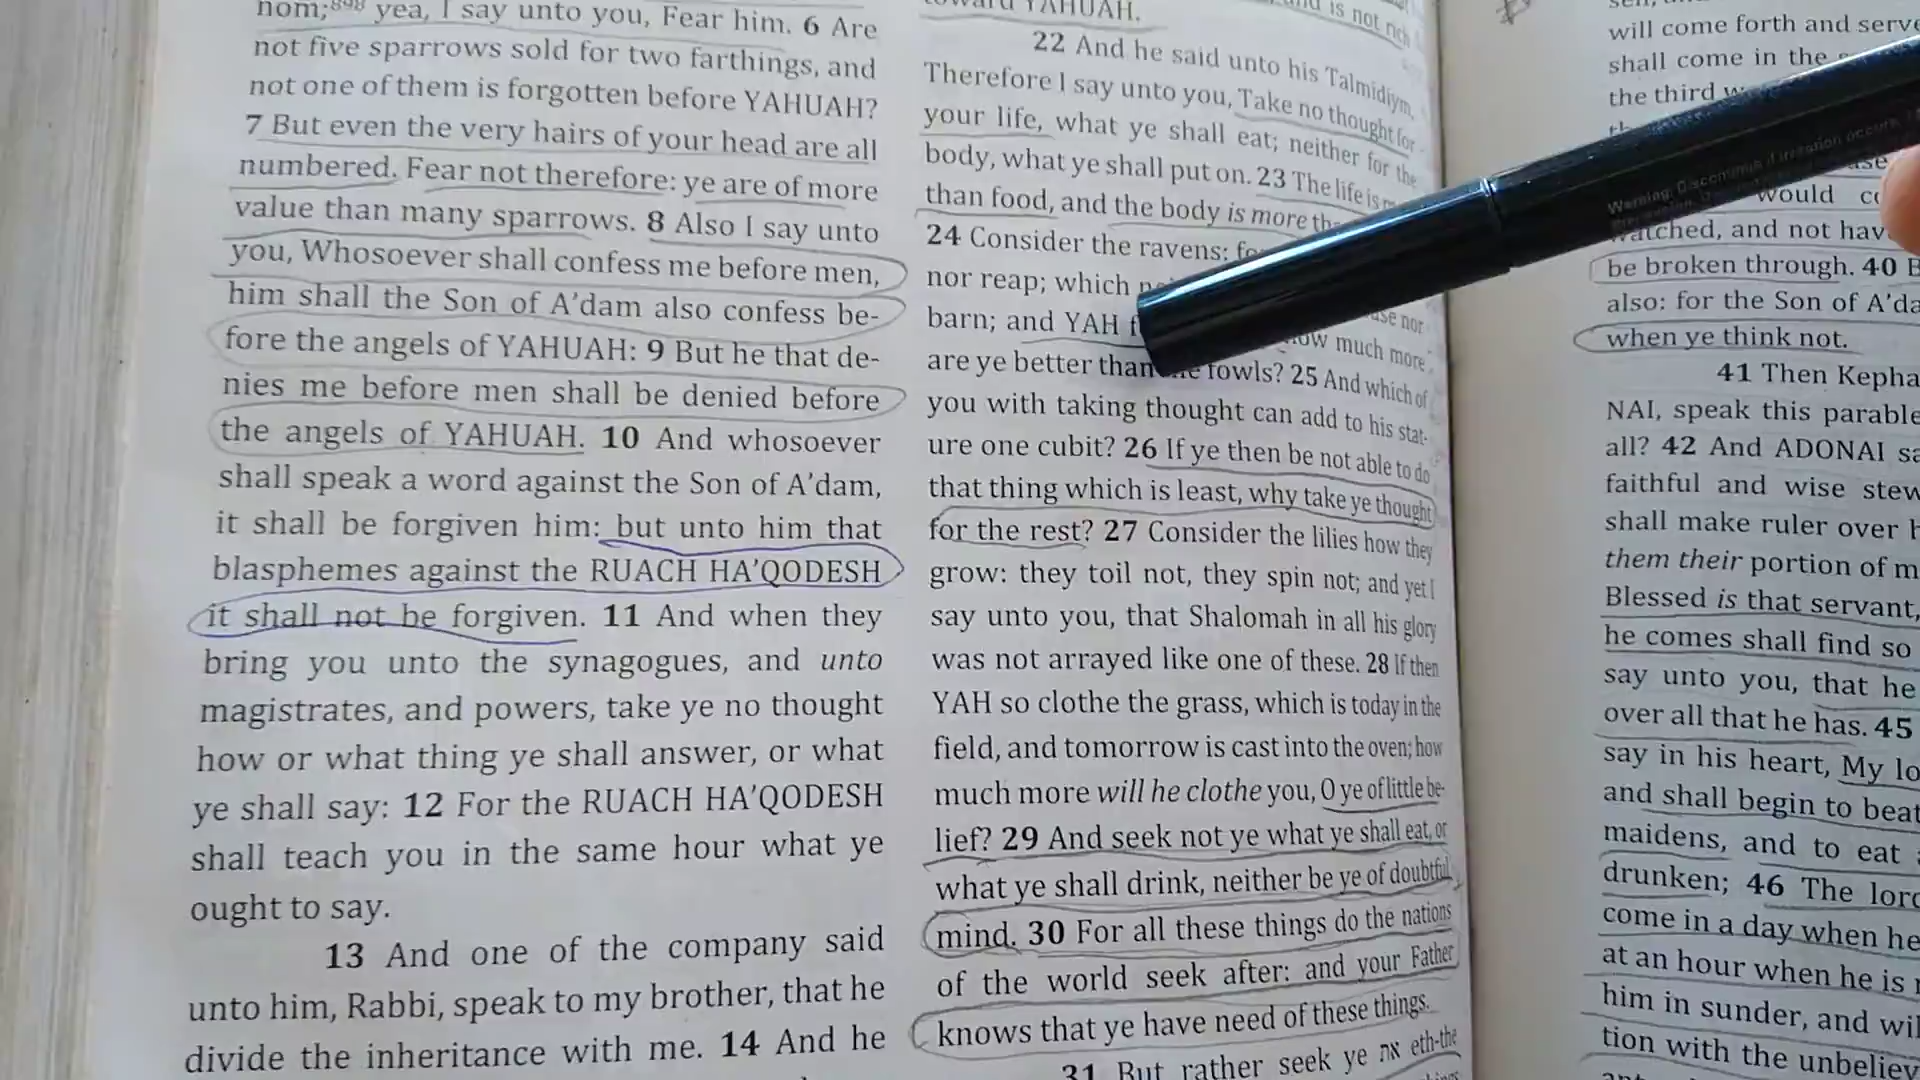 nom;⁸⁹⁸ yea, I say unto you, Fear him. 6 Are
not five sparrows sold for two farthings, and
not one of them is forgotten before YAHUAH?
7 But even the very hairs of your head are all
numbered. Fear not therefore: ye are of more
value than many sparrows. 8 Also I say unto
you, Whosoever shall confess me before men,
him shall the Son of A'dam also confess be-
fore the angels of YAHUAH: 9 But he that de-
nies me before men shall be denied before
the angels of YAHUAH. 10 And whosoever
shall speak a word against the Son of A'dam,
it shall be forgiven him: but unto him that
blasphemes against the RUACH HA'QODESH
it shall not be forgiven. 11 And when they
bring you unto the synagogues, and unto
magistrates, and powers, take ye no thought
how or what thing ye shall answer, or what
ye shall say: 12 For the RUACH HA'QODESH
shall teach you in the same hour what ye
ought to say.
13 And one of the company said
unto him, Rabbi, speak to my brother, that he
divide the inheritance with me. 14 And he
is not rich
toward YAHUAH.
22 And he said unto his Talmidiym,
Therefore I say unto you, Take no thought for
your life, what ye shall eat; neither for the
body, what ye shall put on. 23 The life is
than food, and the body is more
24 Consider the ravens:
nor reap; which nor
barn; and YAH much more
are ye better than fowls? 25 And which of
you with taking thought can add to his stat-
ure one cubit? 26 If ye then be not able to do
that thing which is least, why take ye thought
for the rest? 27 Consider the lilies how they
grow: they toil not, they spin not; and yet I
say unto you, that Shalomah in all his glory
was not arrayed like one of these. 28 If then
YAH so clothe the grass, which is today in the
field, and tomorrow is cast into the oven; how
much more will he clothe you, O ye of little be-
lief? 29 And seek not ye what ye shall eat, or
what ye shall drink, neither be ye of doubtful
mind. 30 For all these things do the nations
of the world seek after: and your Father
knows that ye have need of these things.
31 But rather seek ye את eth-the
will come forth and serve
shall come in the
the third
would
watched, and not have
be broken through. 40
also: for the Son of A'da
when ye think not.
41 Then Kepha
NAI, speak this parable
all? 42 And ADONAI sa
faithful and wise stew
shall make ruler over h
them their portion of m
Blessed is that servant,
he comes shall find so
say unto you, that he
over all that he has. 45
say in his heart, My lo
and shall begin to beat
maidens, and to eat
drunken; 46 The lord
come in a day when he
at an hour when he is
him in sunder, and wil
tion with the unbeliev
Warning: Discontinue if irritation occurs.